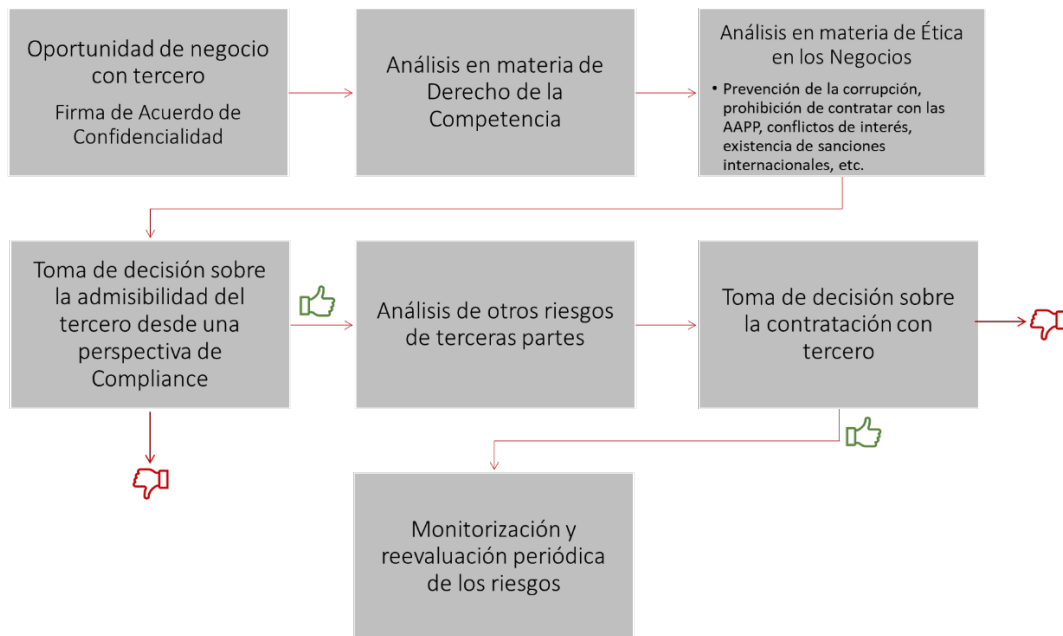 Oportunidad de negocio
con tercero
Firma de Acuerdo de
Confidencialidad
Análisis en materia de
Derecho de la
Competencia
Análisis en materia de Ética
en los Negocios
• Prevención de la corrupción,
prohibición de contratar con las
AAPP, conflictos de interés,
existencia de sanciones
internacionales, etc.
Toma de decisión sobre
la admisibilidad del
tercero desde una
perspectiva de
Compliance
Análisis de otros riesgos
de terceras partes
Toma de decisión sobre
la contratación con
tercero
Monitorización y
reevaluación periódica
de los riesgos